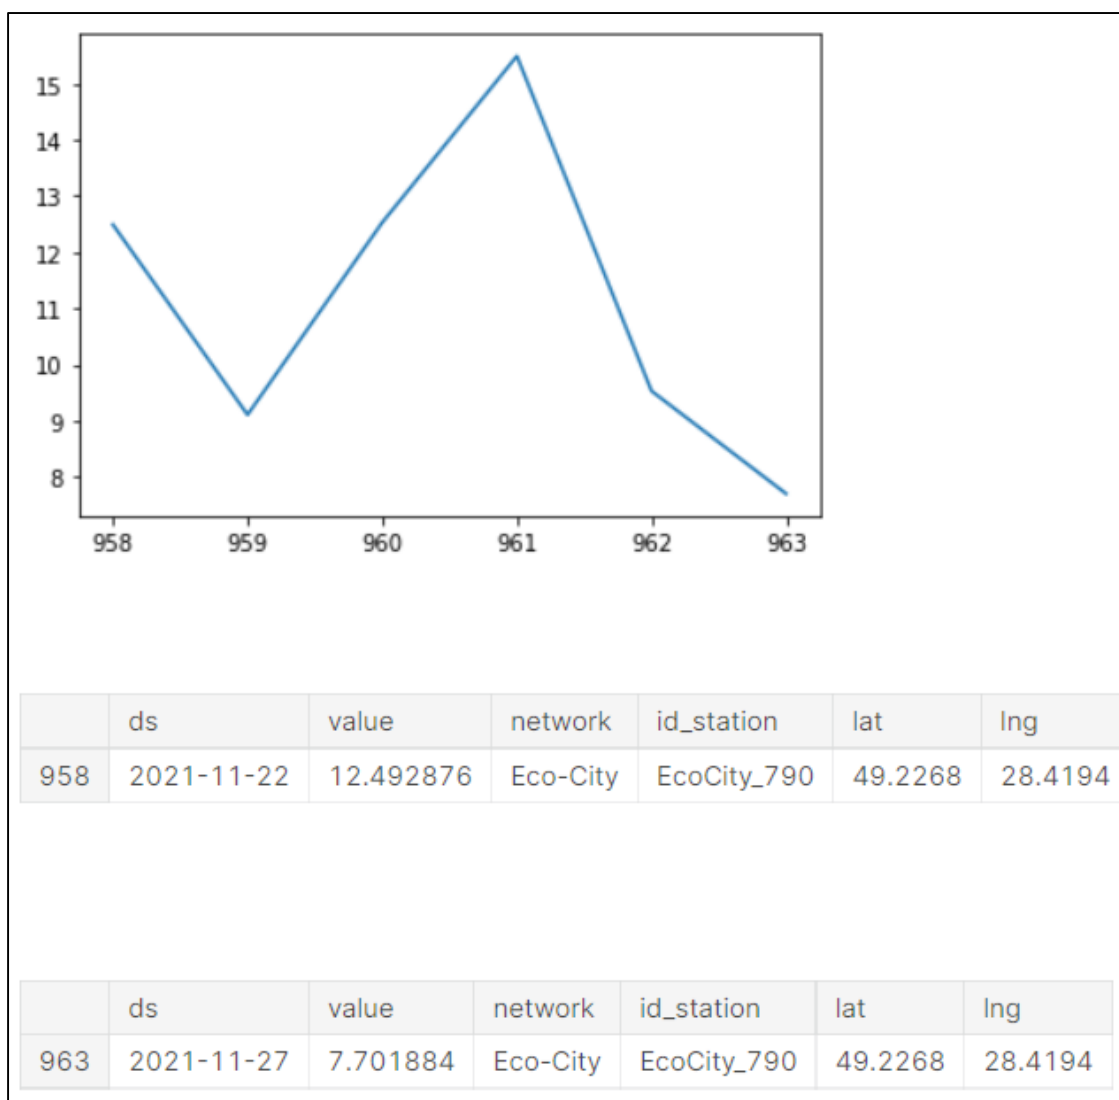 15
14
13
12
11
10
9
8
958 959 960 961 962 963
ds value network id_station lat lng
958 2021-11-22 12.492876 Eco-City EcoCity_790 49.2268 28.4194
ds value network id_station lat lng
963 2021-11-27 7.701884 Eco-City EcoCity_790 49.2268 28.4194